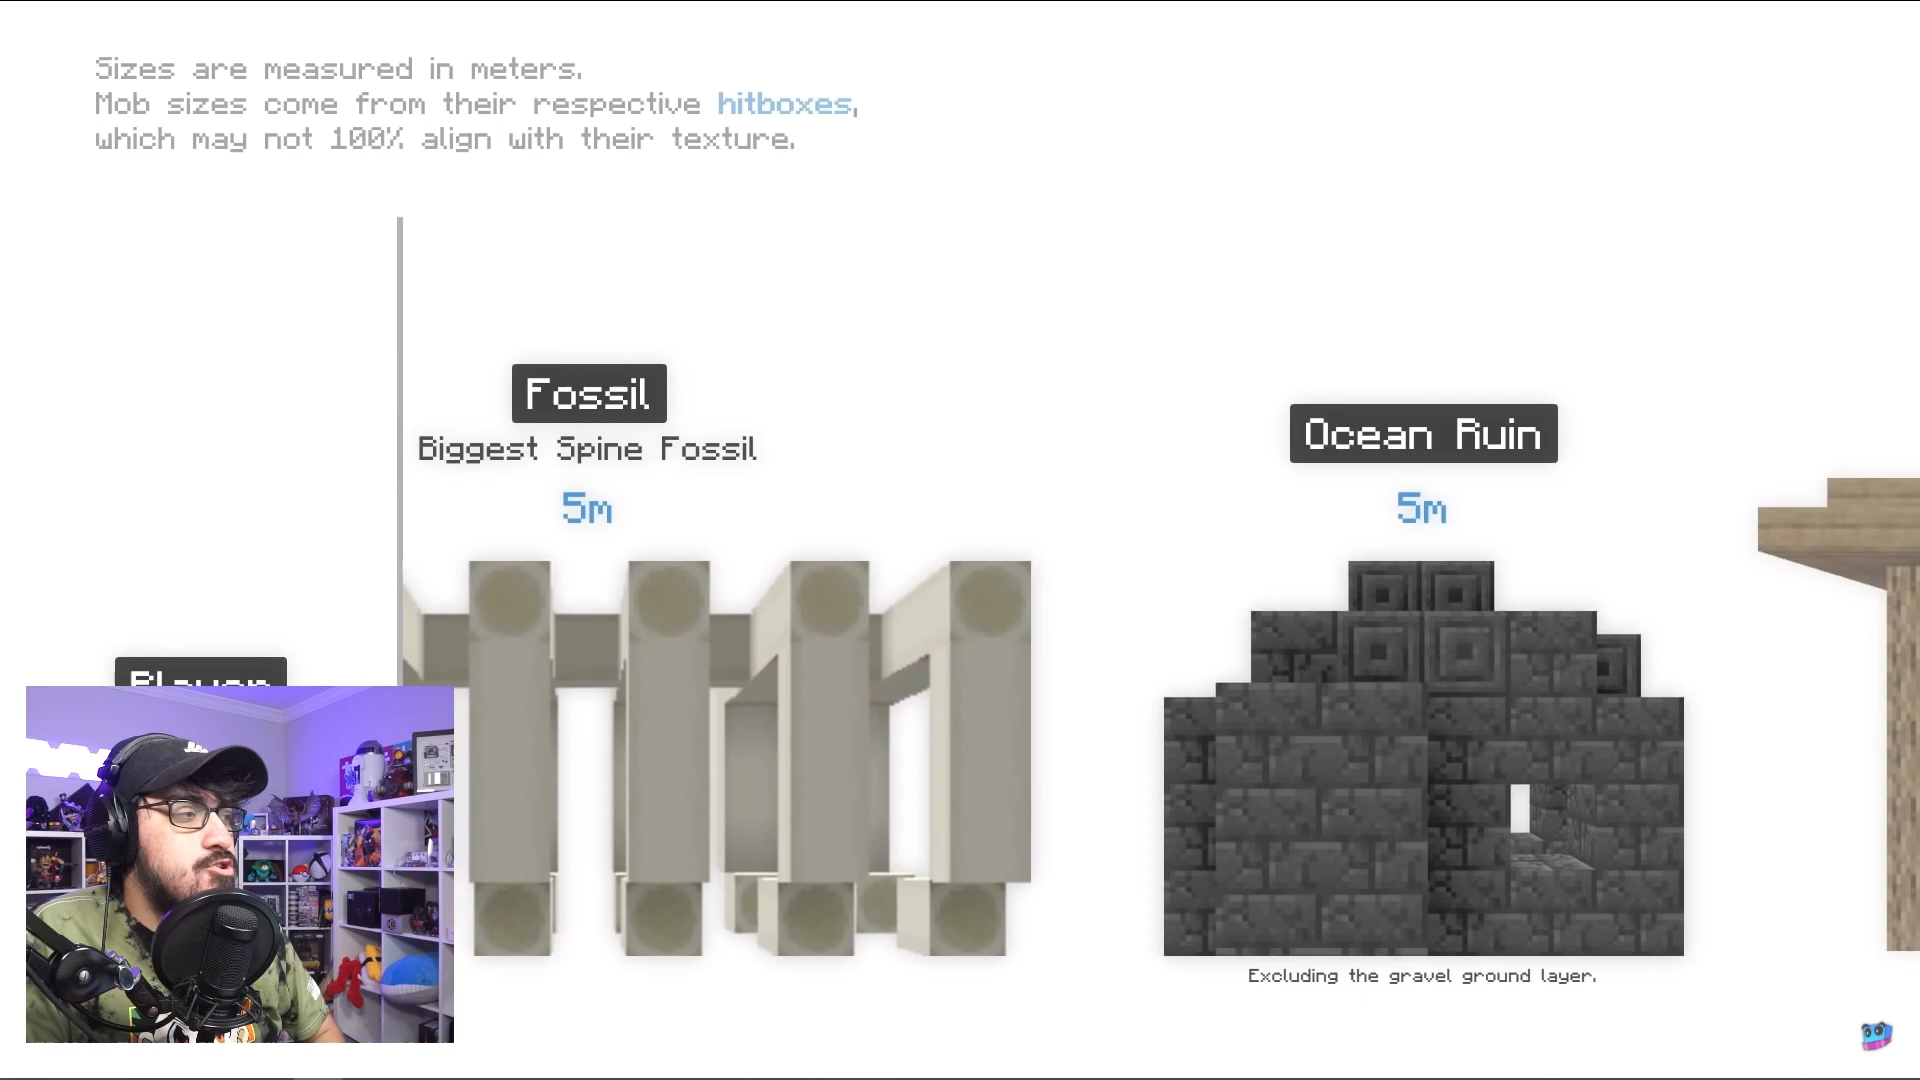 Sizes are measured in meters.
Mob sizes come from their respective hitboxes,
which may not 100% align with their texture.
Fossil
Biggest Spine Fossil
5m
Ocean Ruin
5m
Player
Excluding the gravel ground layer.